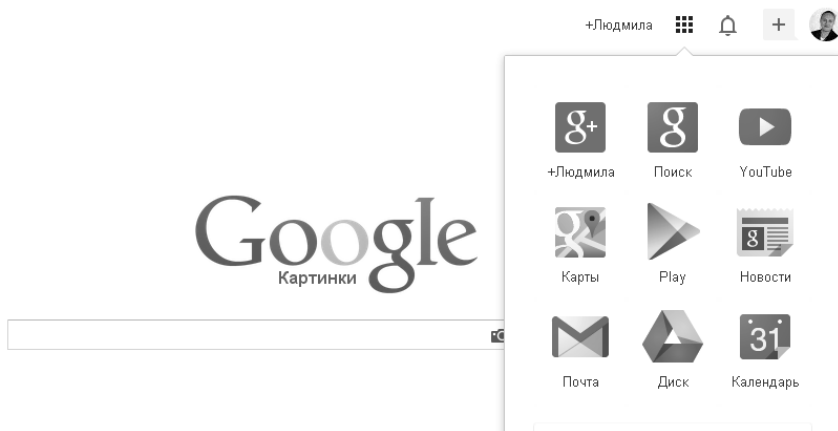 +Людмила
Google
Картинки
g+ g
+Людмила Поиск YouTube
g g
Карты Play Новости
31
Почта Диск Календарь